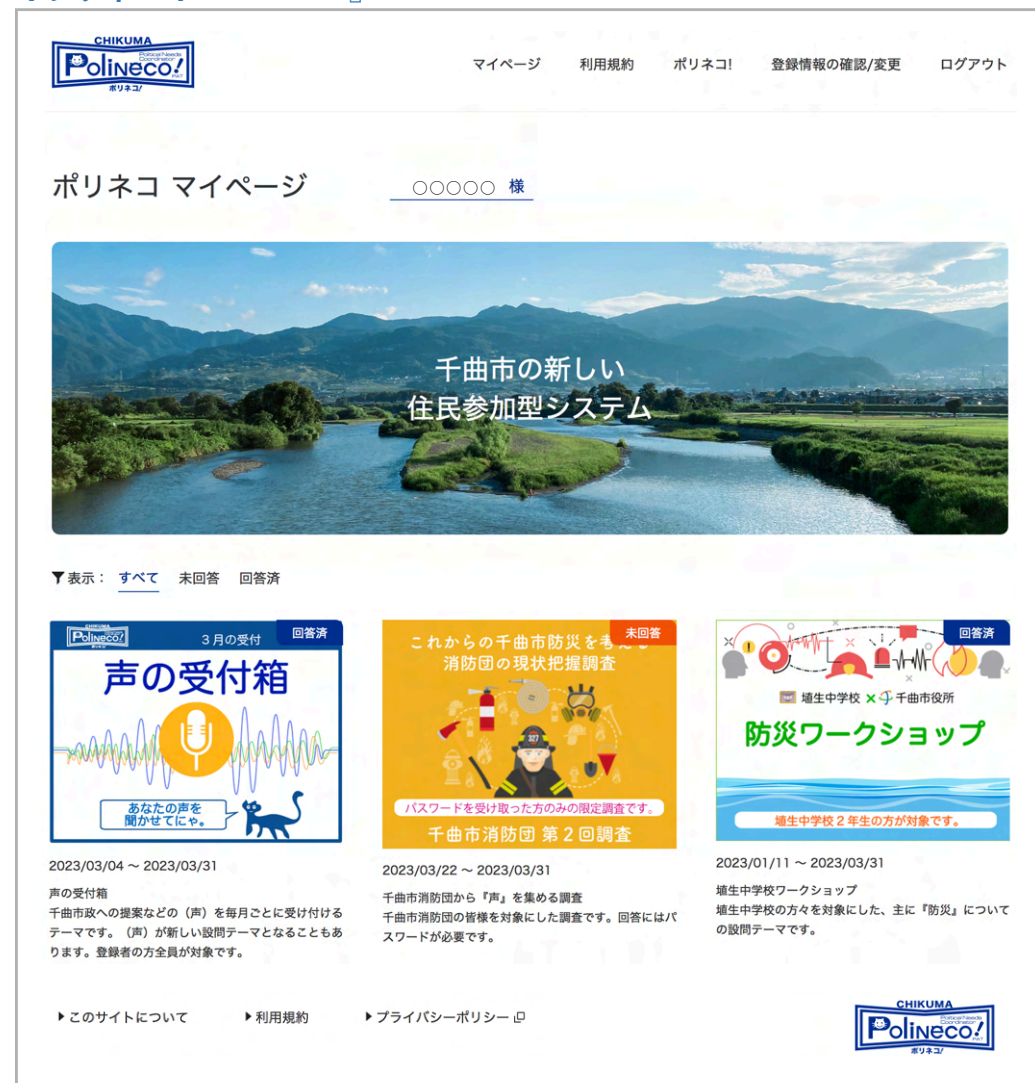 CHIKUMA
Political Needs
Coordinator
Polineco!
ポリネコ!
マイページ 利用規約 ポリネコ! 登録情報の確認/変更 ログアウト
ポリネコ マイページ
○○○○○ 様
千曲市の新しい
住民参加型システム
表示： すべて 未回答 回答済
Polineco!
3月の受付
回答済
声の受付箱
あなたの声を
聞かせてにゃ。
2023/03/04 ～ 2023/03/31
声の受付箱
千曲市政への提案などの（声）を毎月ごとに受け付ける
テーマです。（声）が新しい設問テーマとなることもあ
ります。登録者の方全員が対象です。
未回答
これからの千曲市防災を考える
消防団の現状把握調査
327
パスワードを受け取った方のみの限定調査です。
千曲市消防団 第2回調査
2023/03/22 ～ 2023/03/31
千曲市消防団から『声』を集める調査
千曲市消防団の皆様を対象にした調査です。回答にはパ
スワードが必要です。
回答済
埴生中学校 × 千曲市役所
防災ワークショップ
埴生中学校2年生の方が対象です。
2023/01/11 ～ 2023/03/31
埴生中学校ワークショップ
埴生中学校の方々を対象にした、主に『防災』について
の設問テーマです。
このサイトについて 利用規約 プライバシーポリシー
CHIKUMA
Political Needs
Coordinator
Polineco!
ポリネコ!